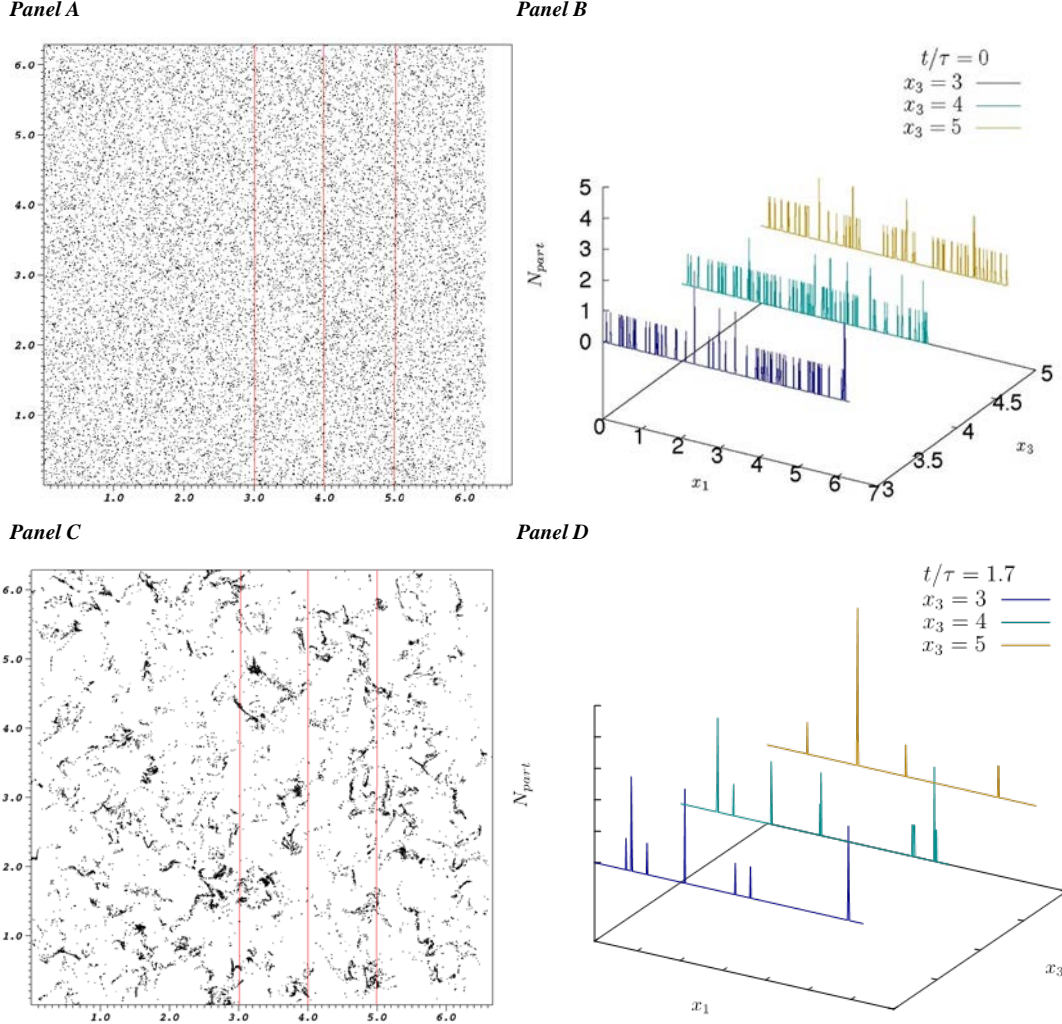 Panel A
Panel B
6.0
5.0
4.0
3.0
2.0
1.0
1.0 2.0 3.0 4.0 5.0 6.0
t/τ = 0
x₃ = 3
x₃ = 4
x₃ = 5
5
4
3
2
1
0
N_part
0 1 2 3 4 5 6 7
x₁
3 3.5 4 4.5 5
x₃
Panel C
Panel D
6.0
5.0
4.0
3.0
2.0
1.0
1.0 2.0 3.0 4.0 5.0 6.0
t/τ = 1.7
x₃ = 3
x₃ = 4
x₃ = 5
N_part
x₁
x₃